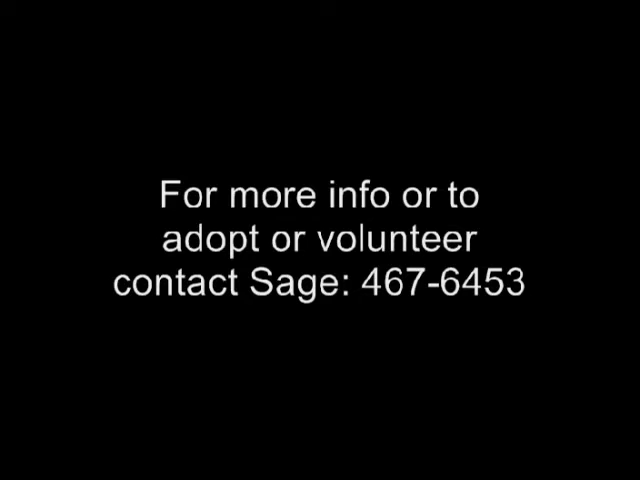 For more info or to
adopt or volunteer
contact Sage: 467-6453